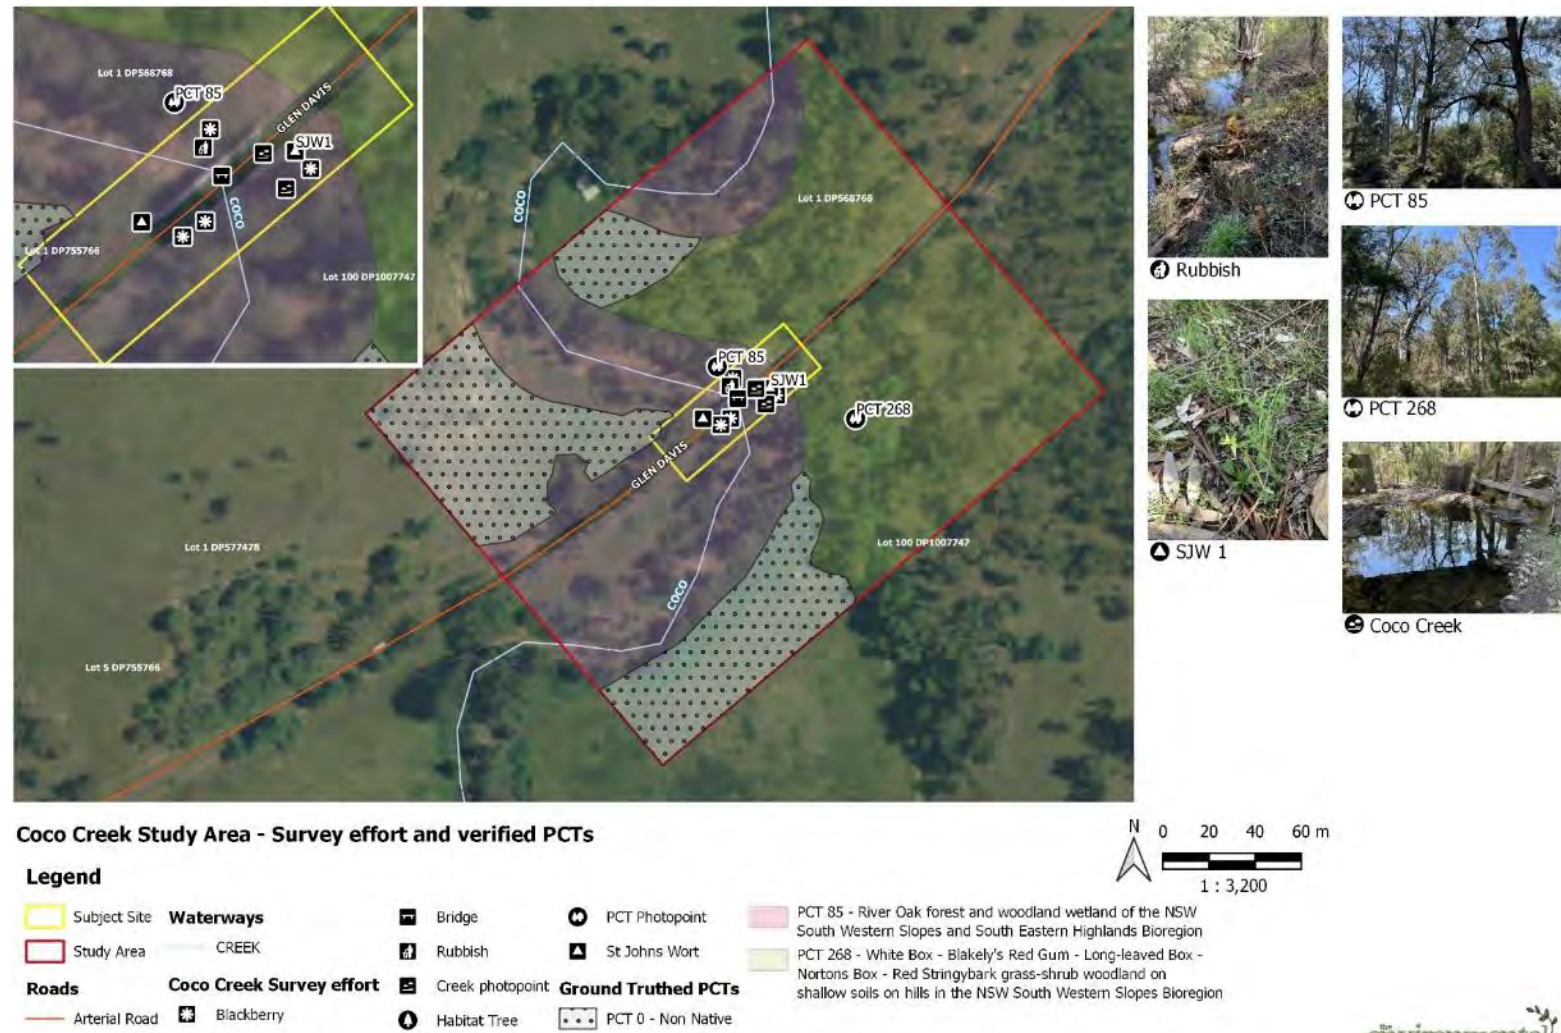 Lot 1 DP568768
PCT 85
GLEN DAVIS
SJW1
COCO
Lot 1 DP755766
Lot 100 DP1007747
COCO
Lot 1 DP568768
PCT 85
SJW1
PCT 268
GLEN DAVIS
Lot 1 DP577478
Lot 100 DP1007747
COCO
Lot 5 DP755766
Rubbish
PCT 85
PCT 268
SJW 1
Coco Creek
Coco Creek Study Area - Survey effort and verified PCTs
N
0 20 40 60 m
1 : 3,200
Legend
Subject Site
Study Area
Roads
Arterial Road
Waterways
CREEK
Coco Creek Survey effort
Blackberry
Bridge
Rubbish
Creek photopoint
Habitat Tree
PCT Photopoint
St Johns Wort
Ground Truthed PCTs
PCT 0 - Non Native
PCT 85 - River Oak forest and woodland wetland of the NSW
South Western Slopes and South Eastern Highlands Bioregion
PCT 268 - White Box - Blakely's Red Gum - Long-leaved Box -
Nortons Box - Red Stringybark grass-shrub woodland on
shallow soils on hills in the NSW South Western Slopes Bioregion